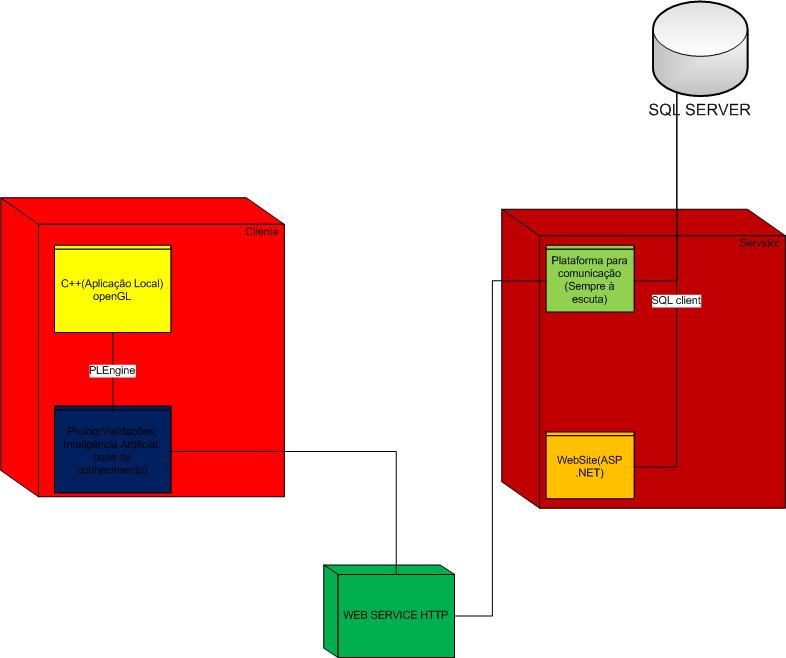 SQL SERVER
Cliente
C++(Aplicação Local)
openGL
PLEngine
Prolog(Validações,
Inteligência Artificial,
base de
conhecimento)
Servidor
Plataforma para
comunicação
(Sempre à
escuta)
SQL client
WebSite(ASP
.NET)
WEB SERVICE HTTP